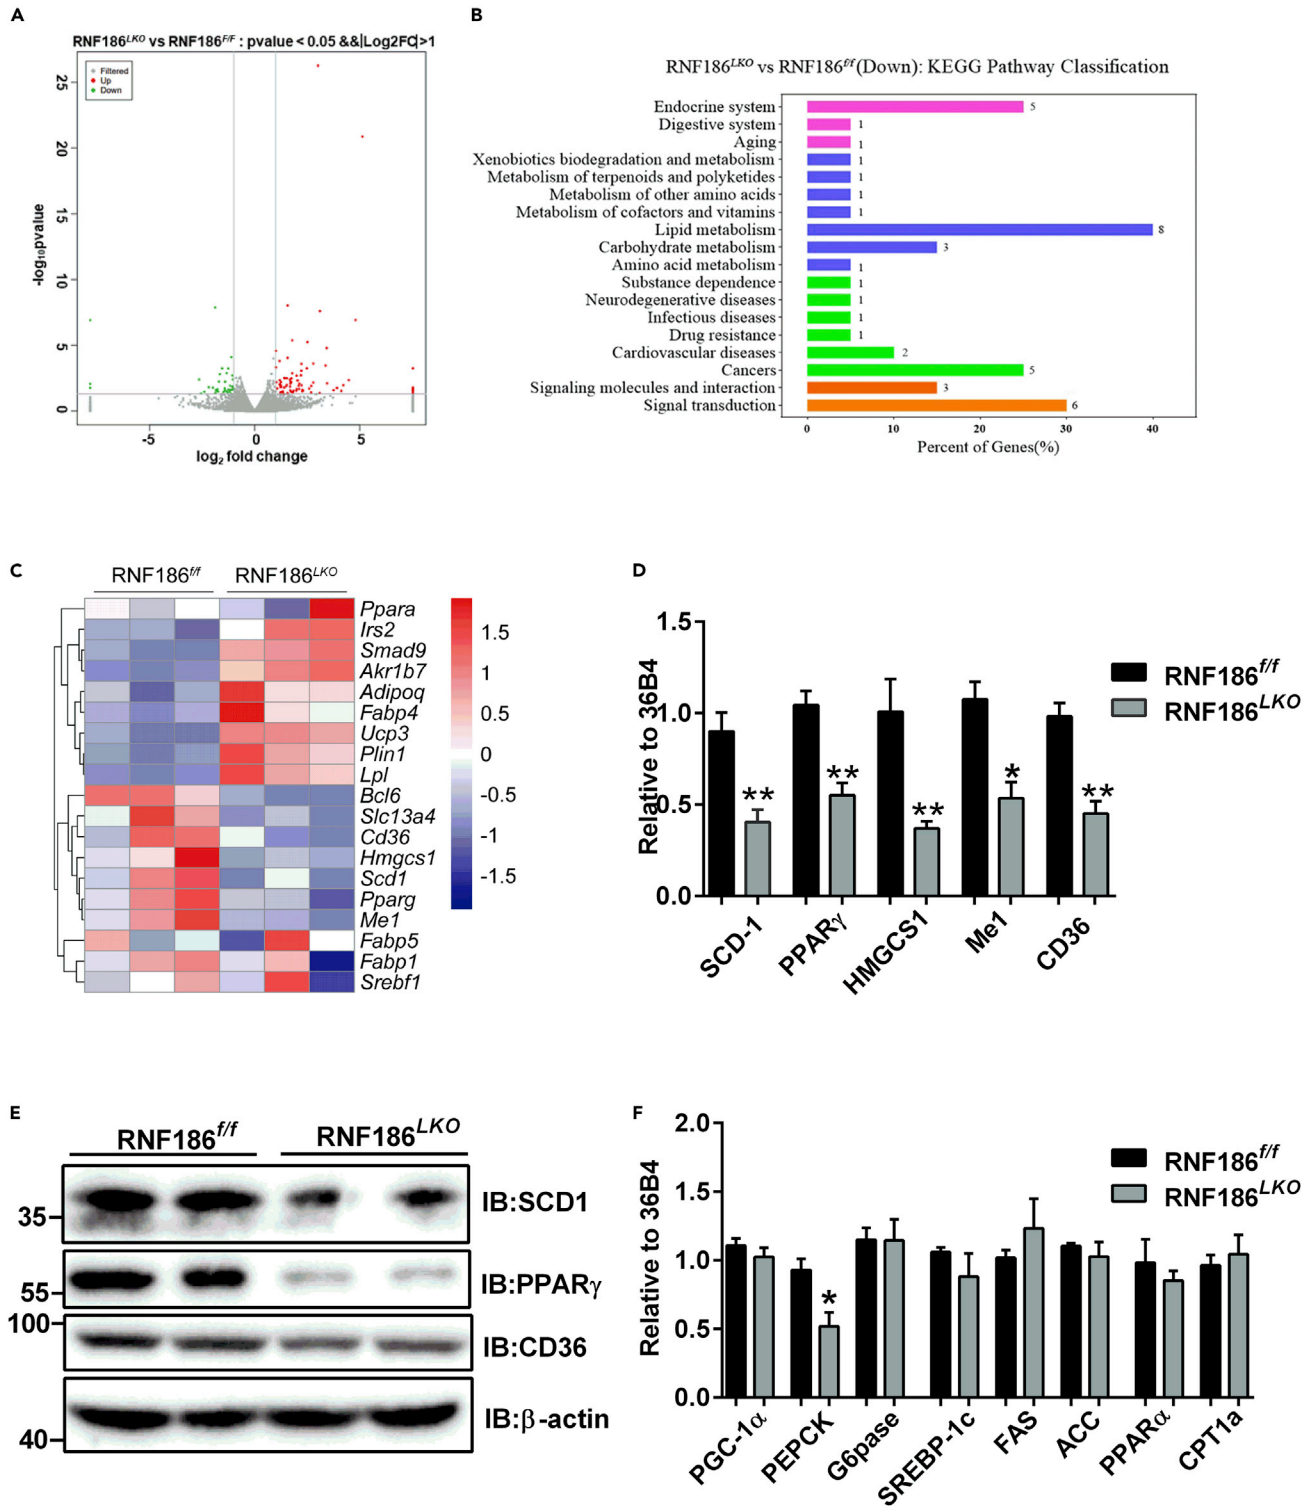 A
RNF186LKO vs RNF186F/F : pvalue < 0.05 &&|Log2FC|>1
Filtered
Up
Down
25
20
15
10
5
0
-log10pvalue
-5
0
5
log2 fold change
B
RNF186LKO vs RNF186f/f(Down): KEGG Pathway Classification
Endocrine system 5
Digestive system 1
Aging 1
Xenobiotics biodegradation and metabolism 1
Metabolism of terpenoids and polyketides 1
Metabolism of other amino acids 1
Metabolism of cofactors and vitamins 1
Lipid metabolism 8
Carbohydrate metabolism 3
Amino acid metabolism 1
Substance dependence 1
Neurodegenerative diseases 1
Infectious diseases 1
Drug resistance 1
Cardiovascular diseases 2
Cancers 5
Signaling molecules and interaction 3
Signal transduction 6
0 10 20 30 40
Percent of Genes(%)
C
RNF186f/f RNF186LKO
Ppara
Irs2
Smad9
Akr1b7
Adipoq
Fabp4
Ucp3
Plin1
Lpl
Bcl6
Slc13a4
Cd36
Hmgcs1
Scd1
Pparg
Me1
Fabp5
Fabp1
Srebf1
1.5
1
0.5
0
-0.5
-1
-1.5
D
1.5
1.0
0.5
0.0
Relative to 36B4
** ** ** * **
SCD-1 PPARγ HMGCS1 Me1 CD36
RNF186f/f
RNF186LKO
E
RNF186f/f RNF186LKO
35
IB:SCD1
55
IB:PPARγ
100
IB:CD36
40
IB:β-actin
F
2.0
1.5
1.0
0.5
0.0
Relative to 36B4
*
PGC-1α PEPCK G6pase SREBP-1c FAS ACC PPARα CPT1a
RNF186f/f
RNF186LKO